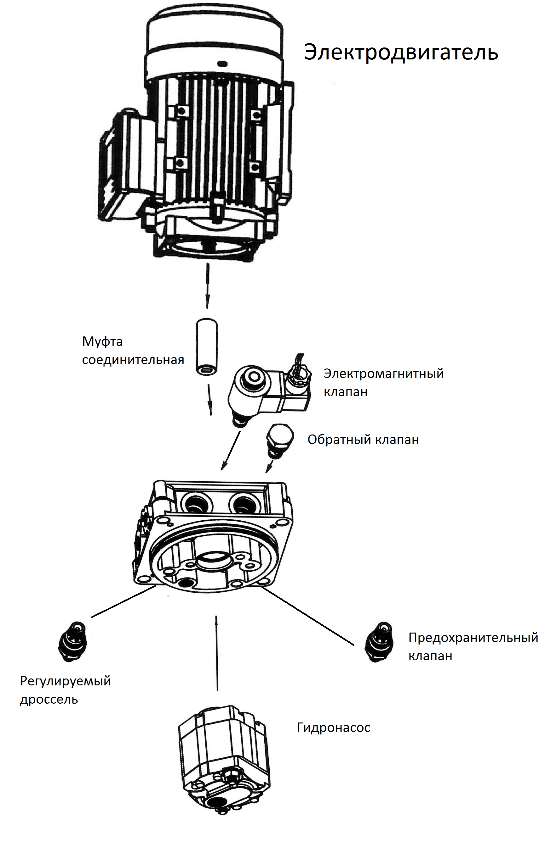 Электродвигатель
Муфта
соединительная
Электромагнитный
клапан
Обратный клапан
Предохранительный
клапан
Регулируемый
дроссель
Гидронасос